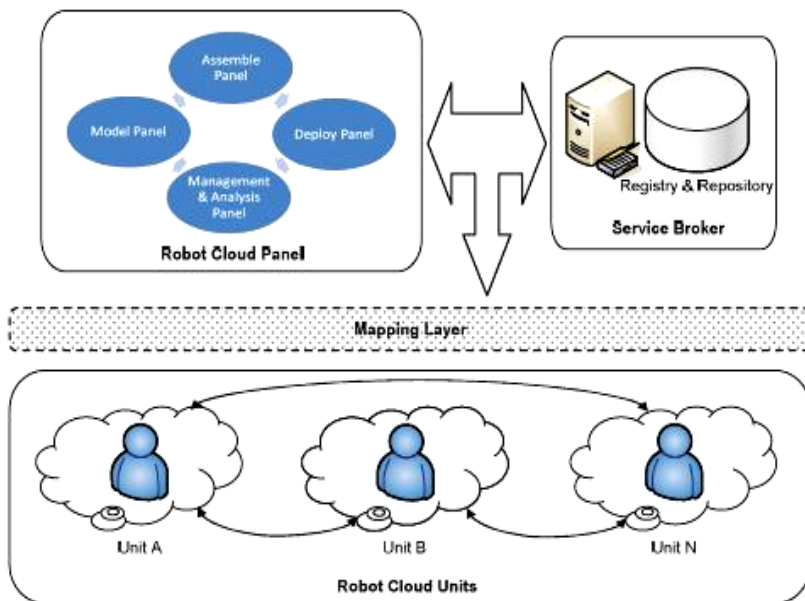 Assemble
Panel
Model Panel
Deploy Panel
Management
& Analysis
Panel
Robot Cloud Panel
Registry & Repository
Service Broker
Mapping Layer
Unit A
Unit B
Unit N
Robot Cloud Units